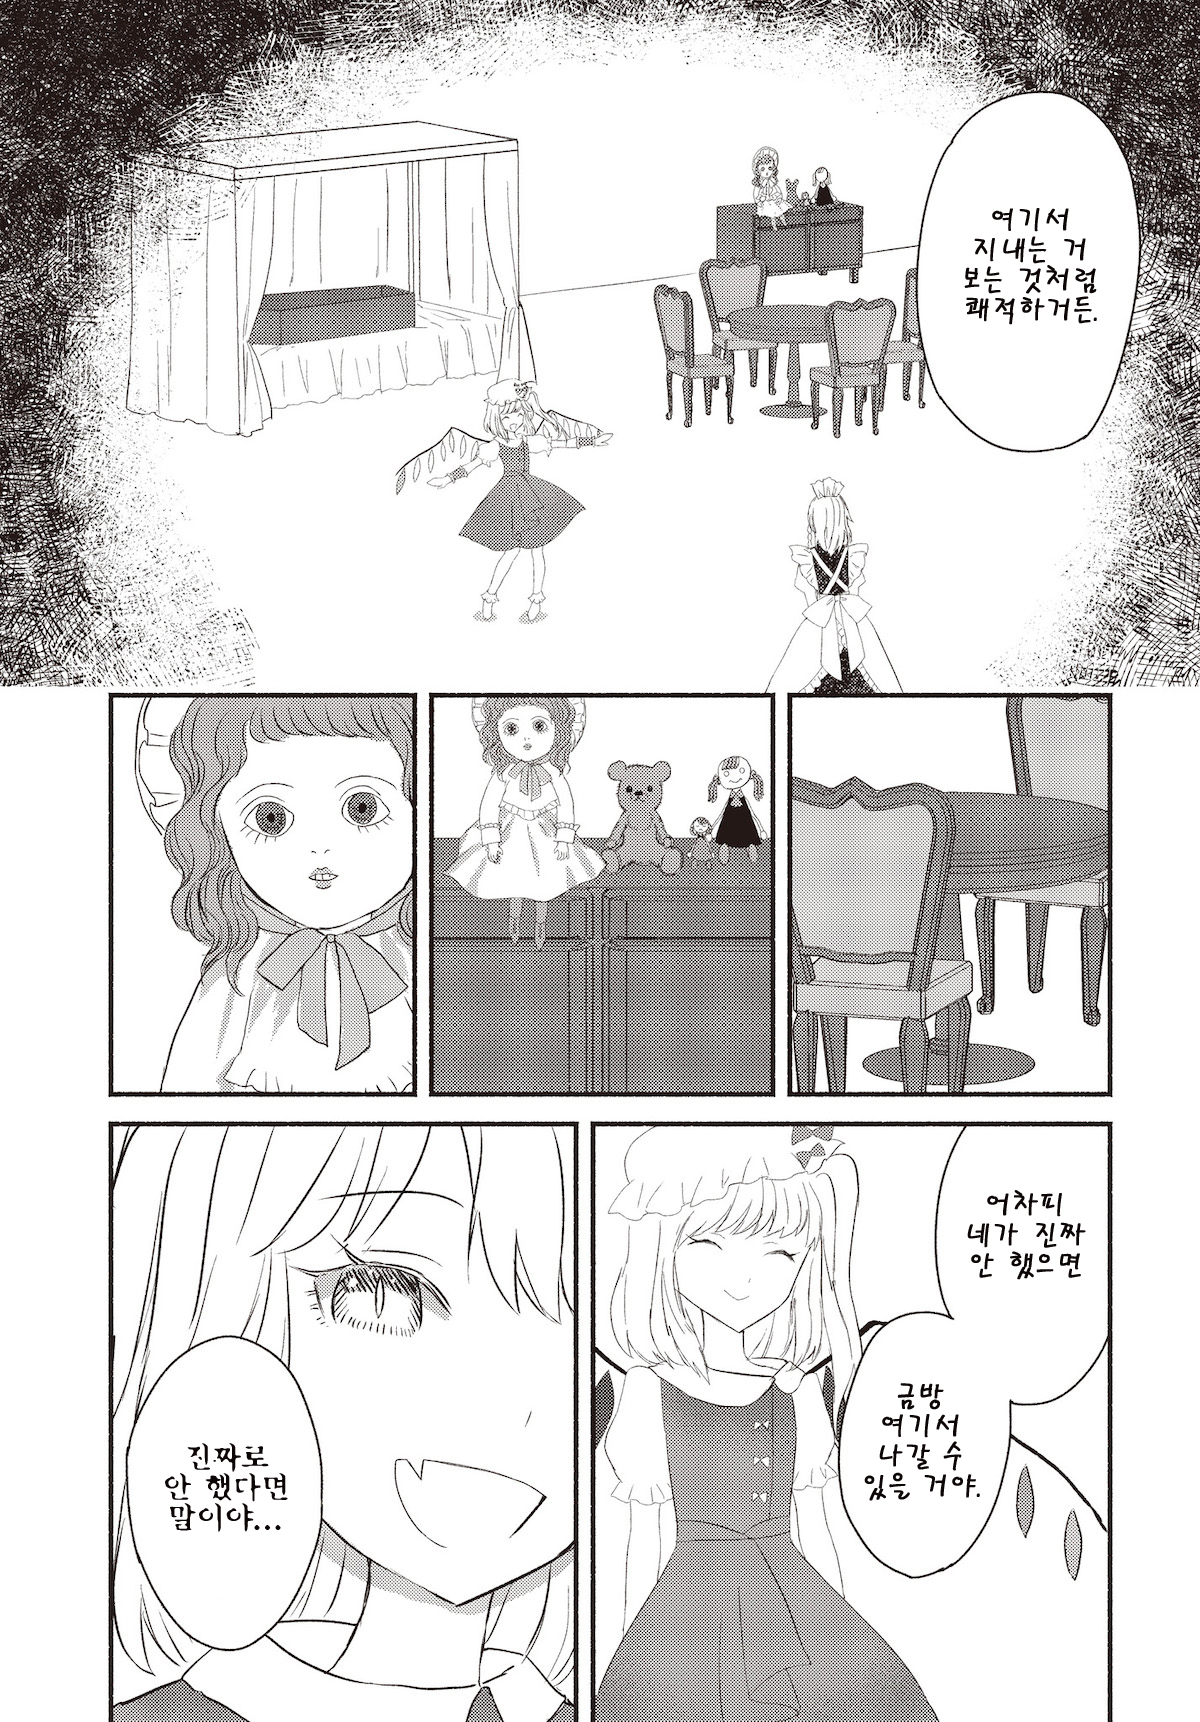 여기서
지내는 거
보는 것처럼
쾌적하거든.
어차피
네가 진짜
안 했으면
금방
여기서
나갈 수
있을 거야.
진짜로
안 했다면
말이야...